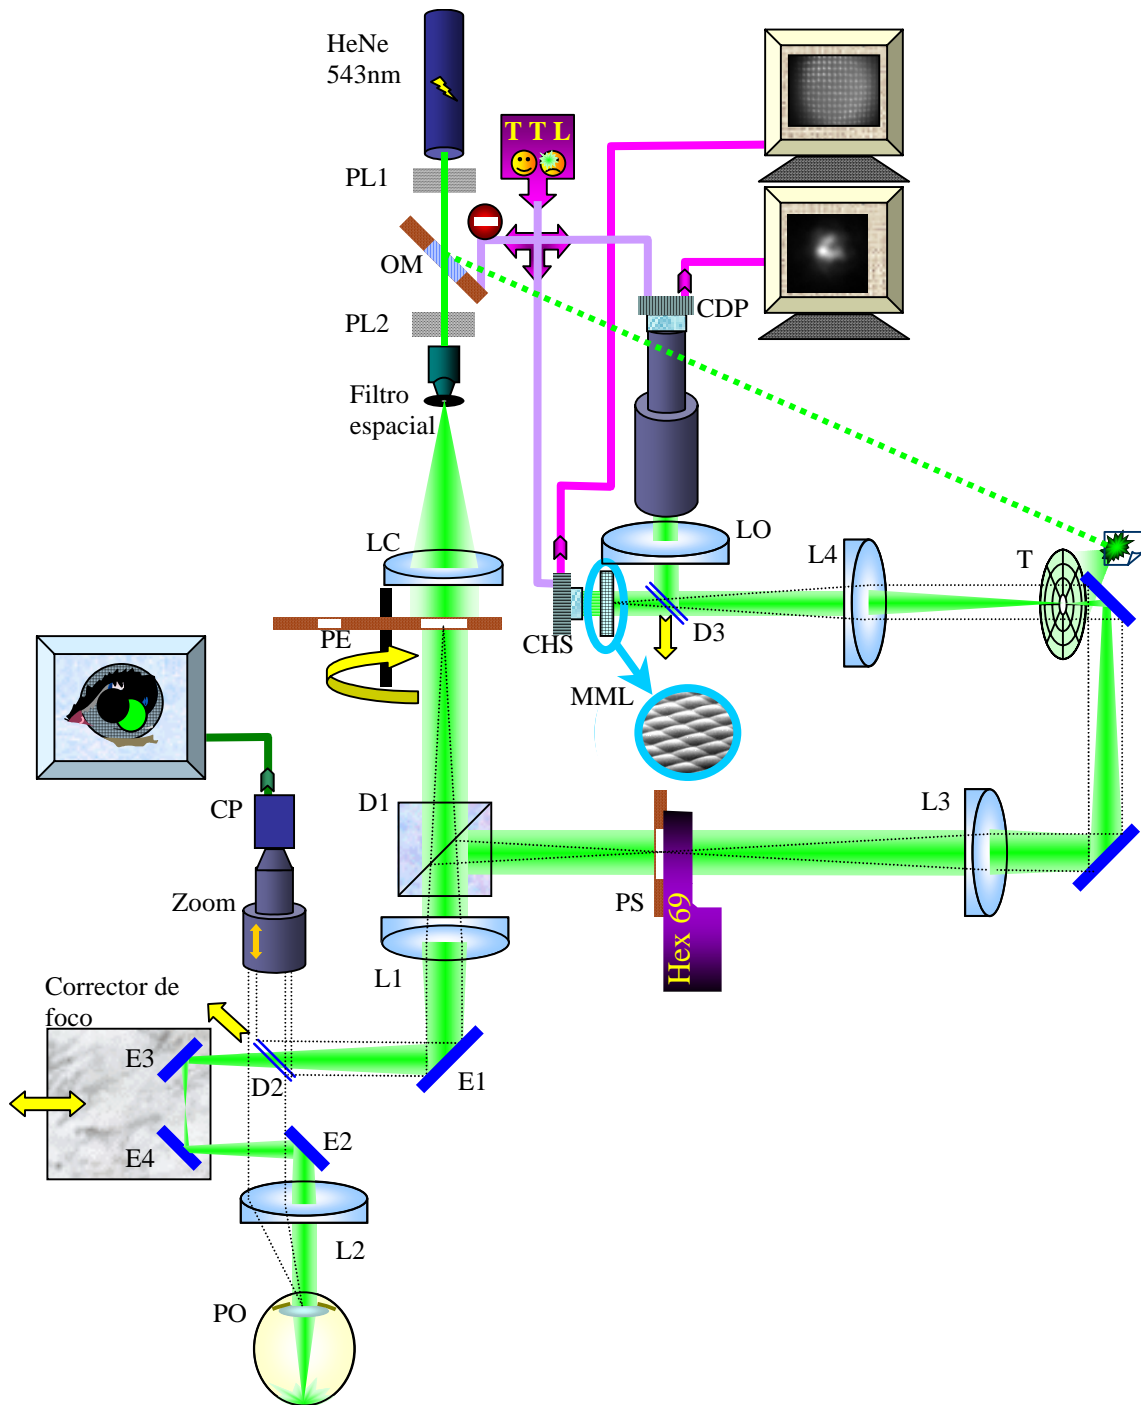 HeNe
543nm
T T L
PL1
OM
PL2
CDP
Filtro
espacial
LC
LO
L4
T
PE
CHS
D3
MML
CP
D1
L3
Zoom
PS
Hex 69
L1
Corrector de
foco
E3
D2
E1
E4
E2
L2
PO